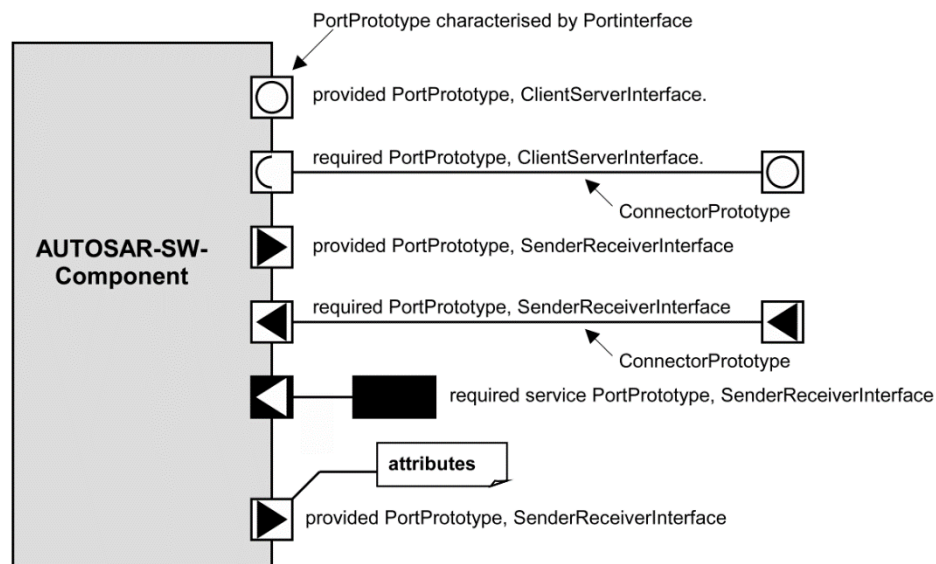 PortPrototype characterised by Portinterface
provided PortPrototype, ClientServerInterface.
required PortPrototype, ClientServerInterface.
ConnectorPrototype
AUTOSAR-SW-
Component
provided PortPrototype, SenderReceiverInterface
required PortPrototype, SenderReceiverInterface
ConnectorPrototype
required service PortPrototype, SenderReceiverInterface
attributes
provided PortPrototype, SenderReceiverInterface